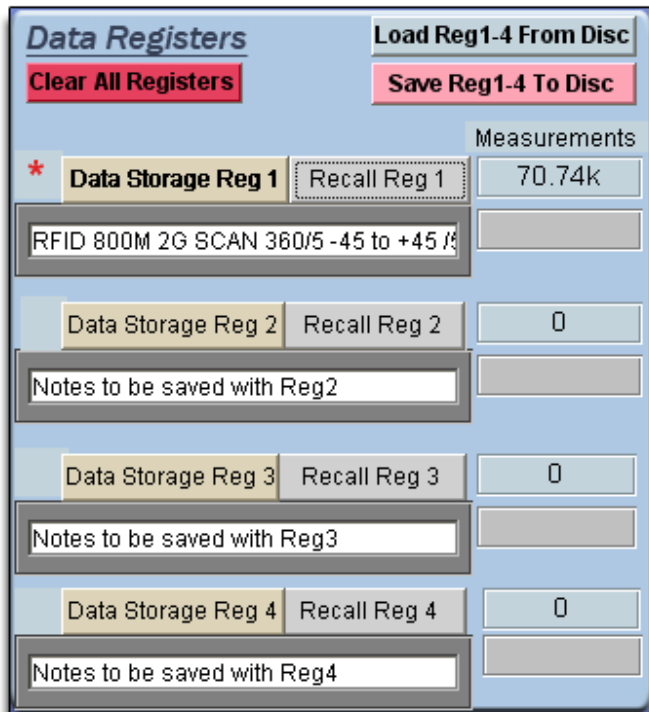 Data Registers
Load Reg1-4 From Disc
Clear All Registers
Save Reg1-4 To Disc
Measurements
* Data Storage Reg 1 Recall Reg 1 70.74k
RFID 800M 2G SCAN 360/5 -45 to +45 /
Data Storage Reg 2 Recall Reg 2 0
Notes to be saved with Reg2
Data Storage Reg 3 Recall Reg 3 0
Notes to be saved with Reg3
Data Storage Reg 4 Recall Reg 4 0
Notes to be saved with Reg4